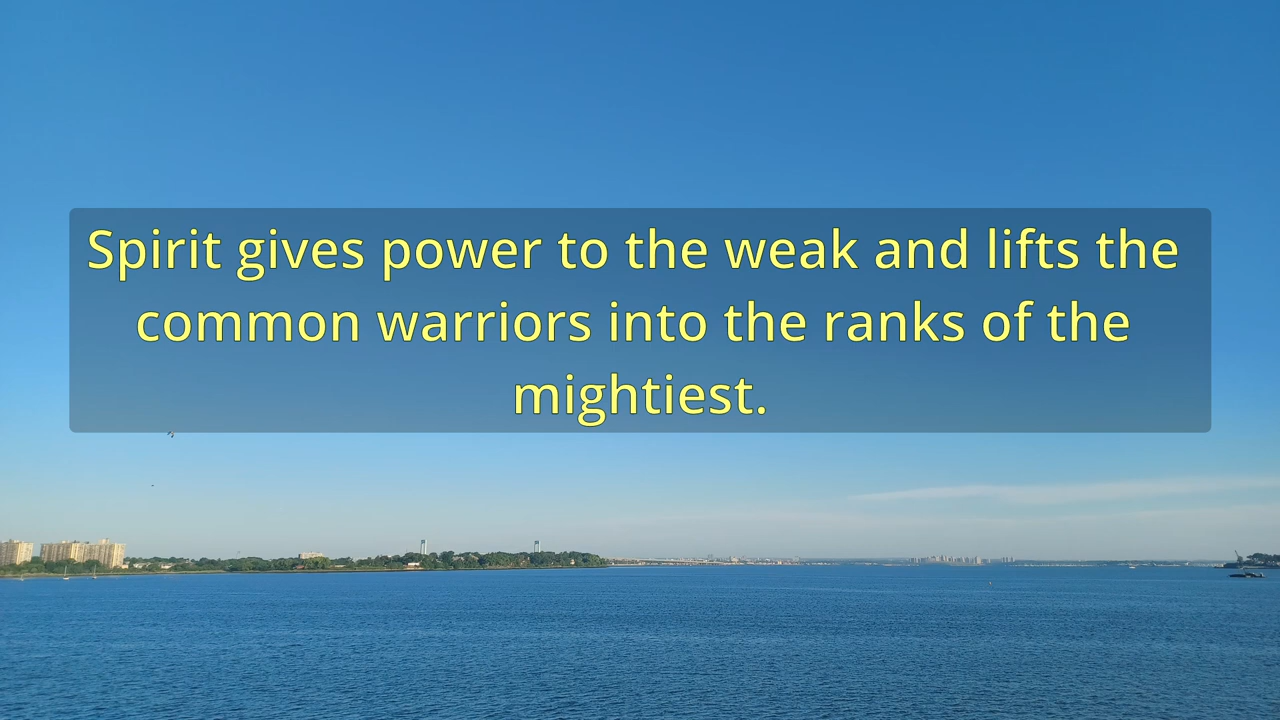 Spirit gives power to the weak and lifts the
common warriors into the ranks of the
mightiest.